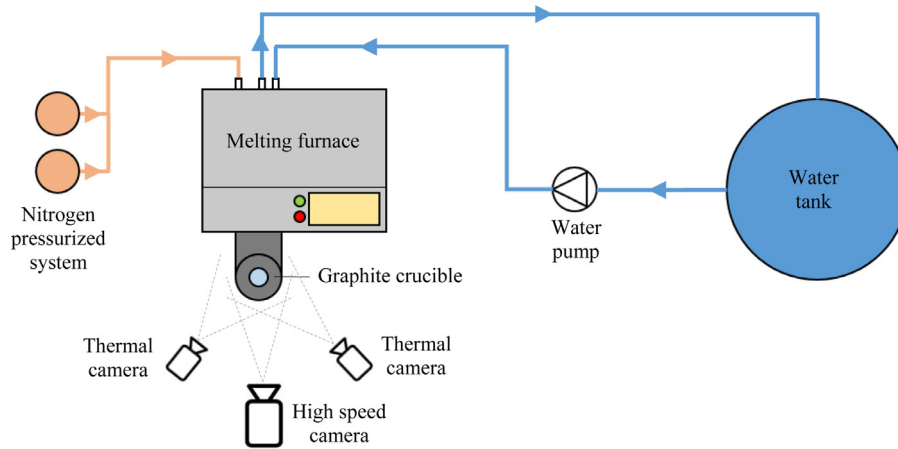 Melting furnace
Nitrogen
pressurized
system
Water
tank
Water
pump
Graphite crucible
Thermal
camera
Thermal
camera
High speed
camera